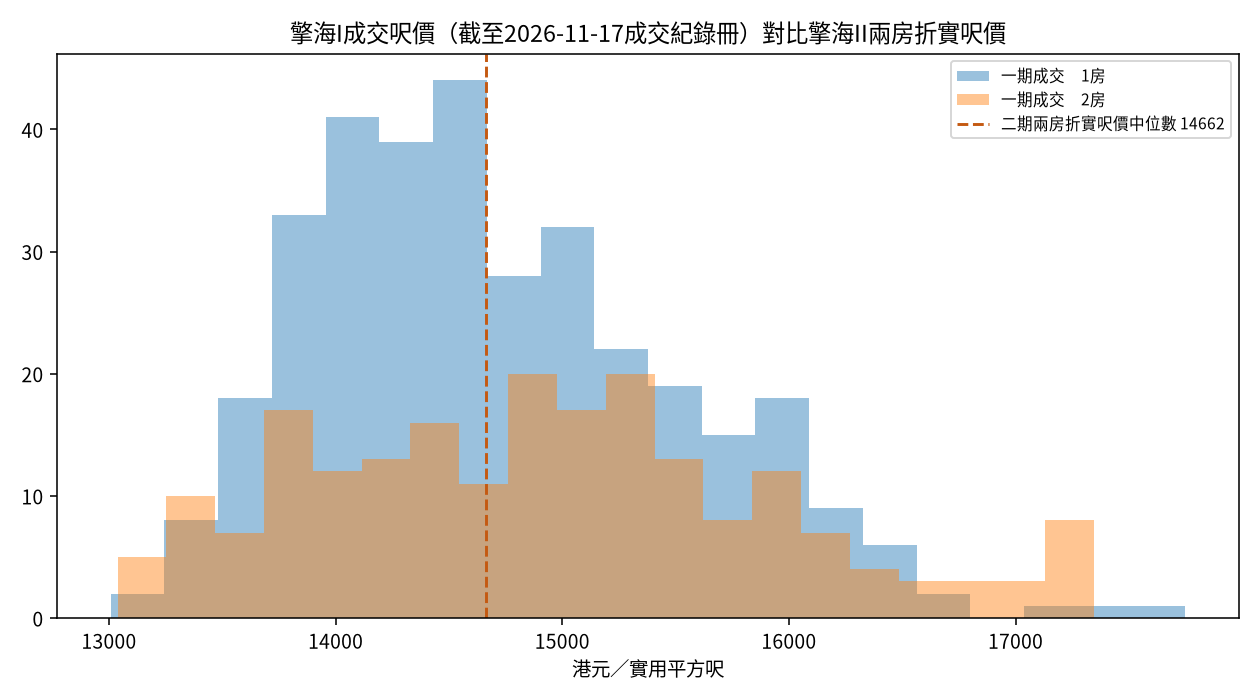 擎海I成交呎價（截至2026-11-17成交紀錄冊）對比擎海II兩房折實呎價
一期成交　1房
一期成交　2房
二期兩房折實呎價中位數 14662
40
30
20
10
0
13000
14000
15000
16000
17000
港元／實用平方呎